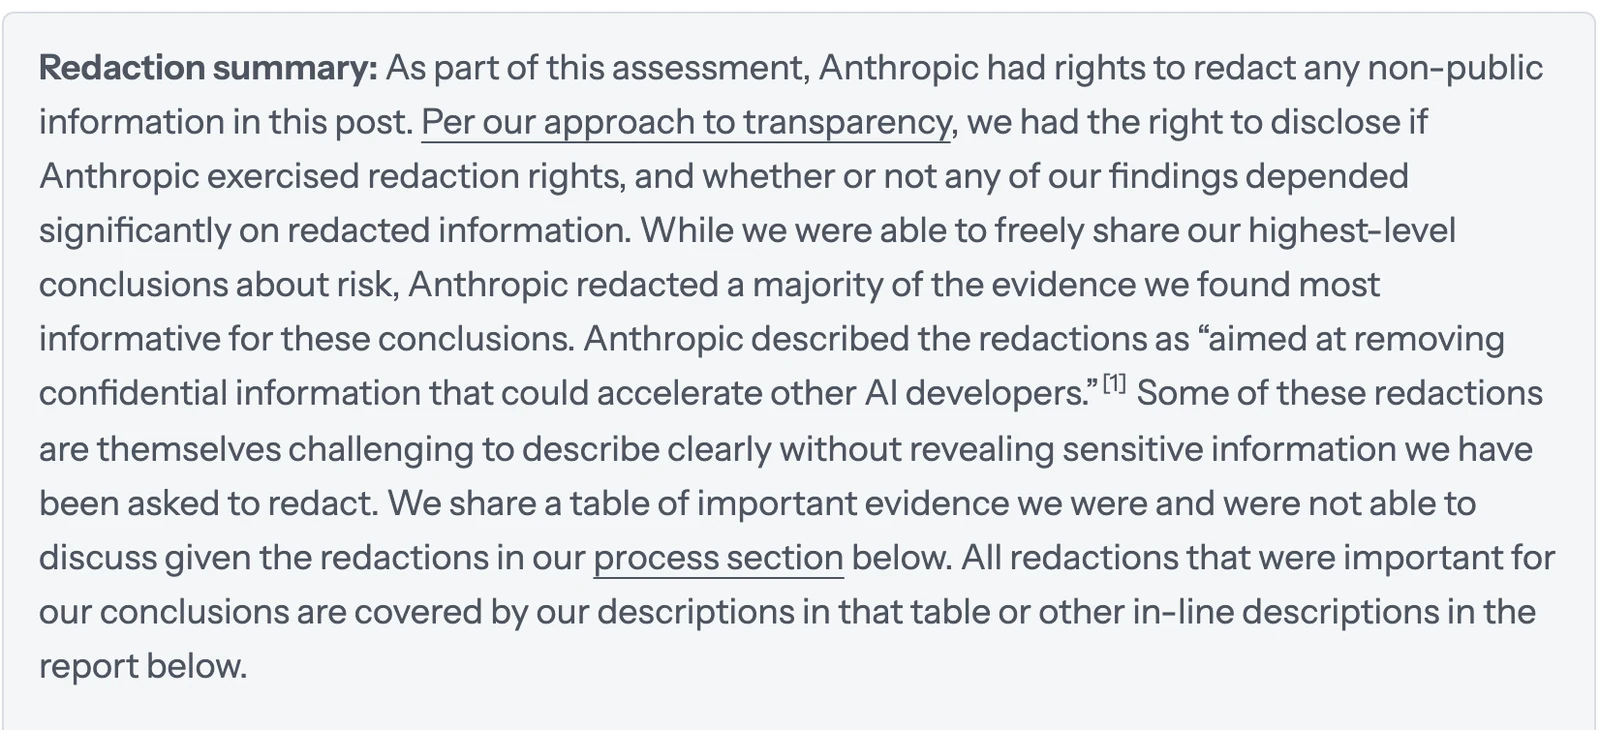 Redaction summary: As part of this assessment, Anthropic had rights to redact any non-public
information in this post. Per our approach to transparency, we had the right to disclose if
Anthropic exercised redaction rights, and whether or not any of our findings depended
significantly on redacted information. While we were able to freely share our highest-level
conclusions about risk, Anthropic redacted a majority of the evidence we found most
informative for these conclusions. Anthropic described the redactions as “aimed at removing
confidential information that could accelerate other AI developers.” [1] Some of these redactions
are themselves challenging to describe clearly without revealing sensitive information we have
been asked to redact. We share a table of important evidence we were and were not able to
discuss given the redactions in our process section below. All redactions that were important for
our conclusions are covered by our descriptions in that table or other in-line descriptions in the
report below.